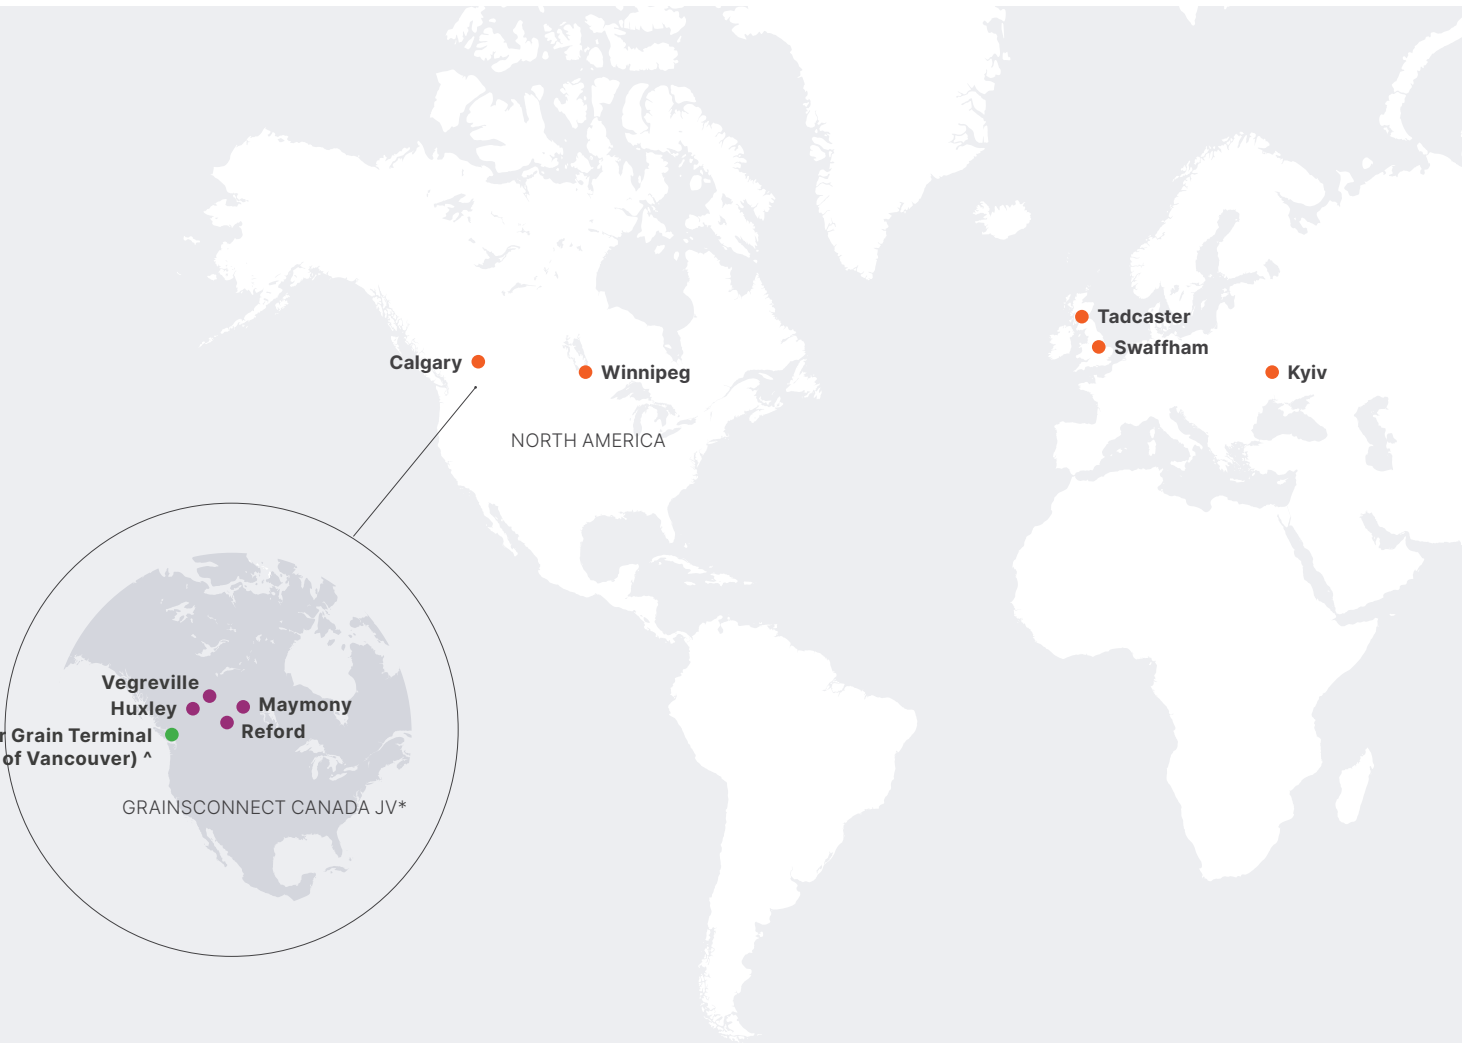 Tadcaster
Swaffham
Calgary
Winnipeg
Kyiv
NORTH AMERICA
Vegreville
Huxley
Maymony
Reford
Grain Terminal
of Vancouver) ^
GRAINSCONNECT CANADA JV*